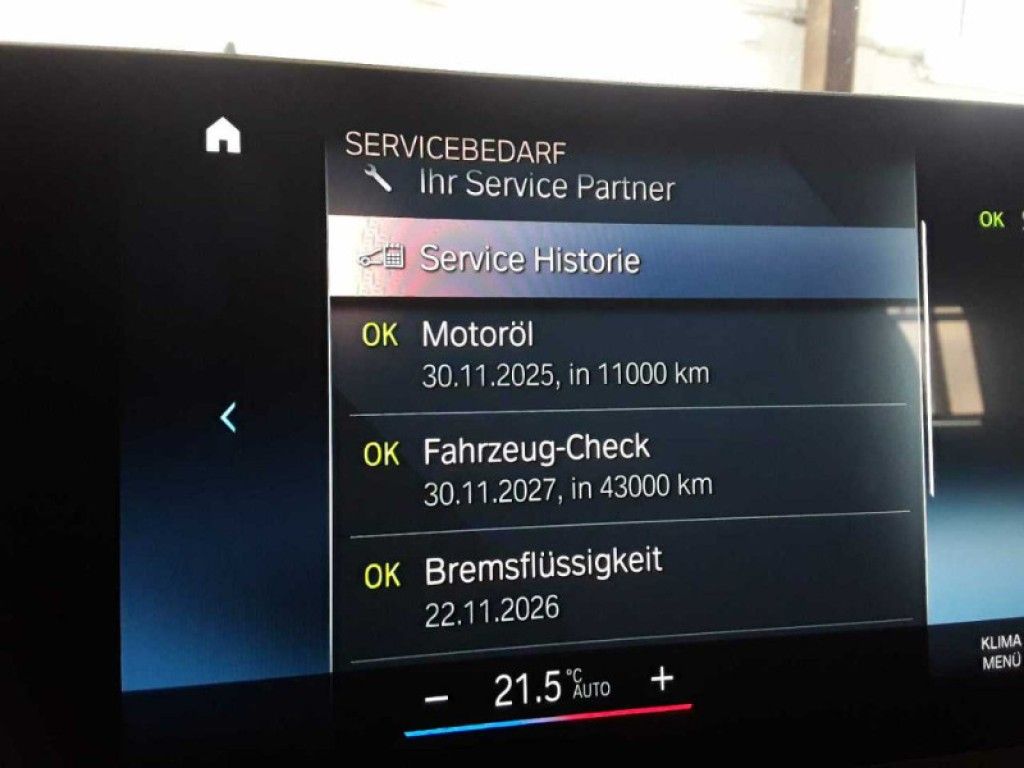 SERVICEBEDARF
Ihr Service Partner
Service Historie
OK Motoröl
30.11.2025, in 11000 km
OK Fahrzeug-Check
30.11.2027, in 43000 km
OK Bremsflüssigkeit
22.11.2026
− 21.5 °C AUTO +
OK
KLIMA
MENÜ